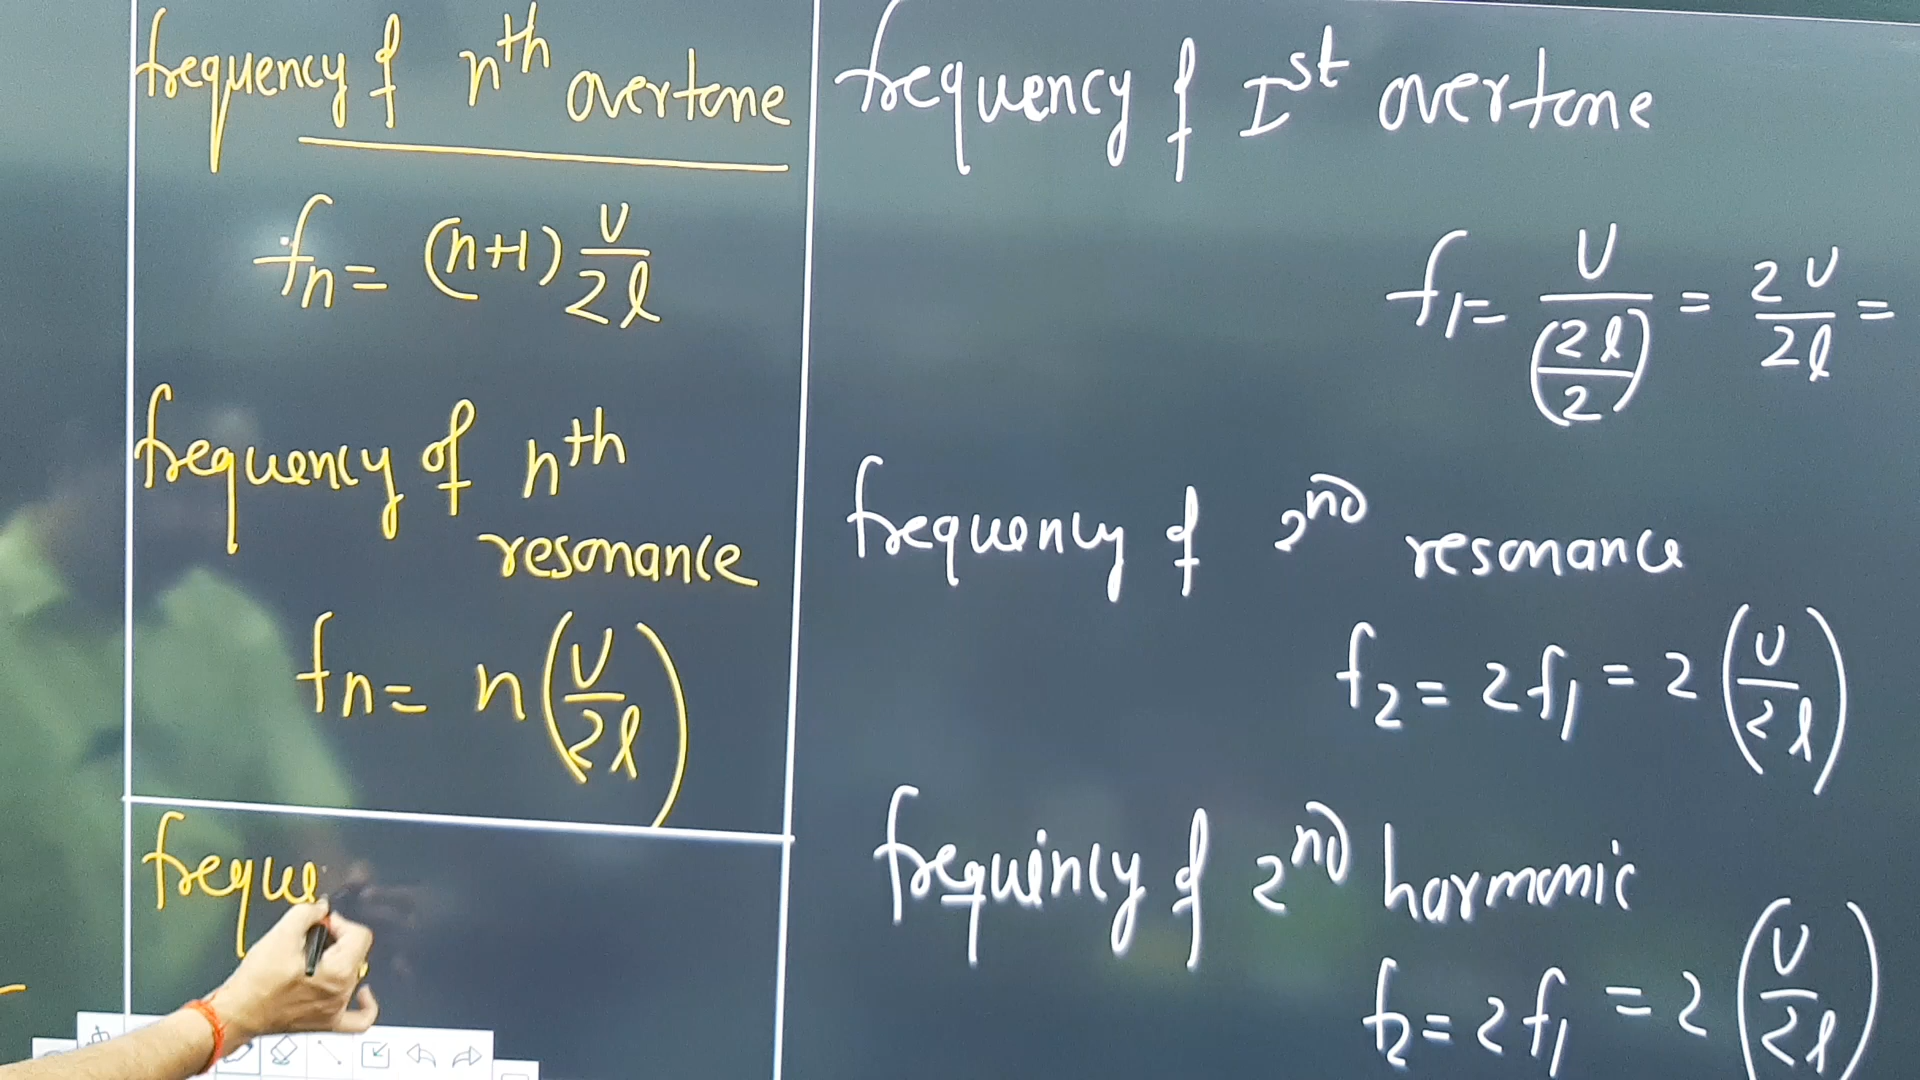 frequency of nth overtone
fn = (n+1) v/2l
frequency of nth
resonance
fn = n(v/2l)
freque
frequency of Ist overtone
f1 = v/(2l/2) = 2v/2l =
frequency of 2nd resonance
f2 = 2f1 = 2(v/2l)
frequincy of 2nd harmonic
f2 = 2f1 = 2(v/2l)